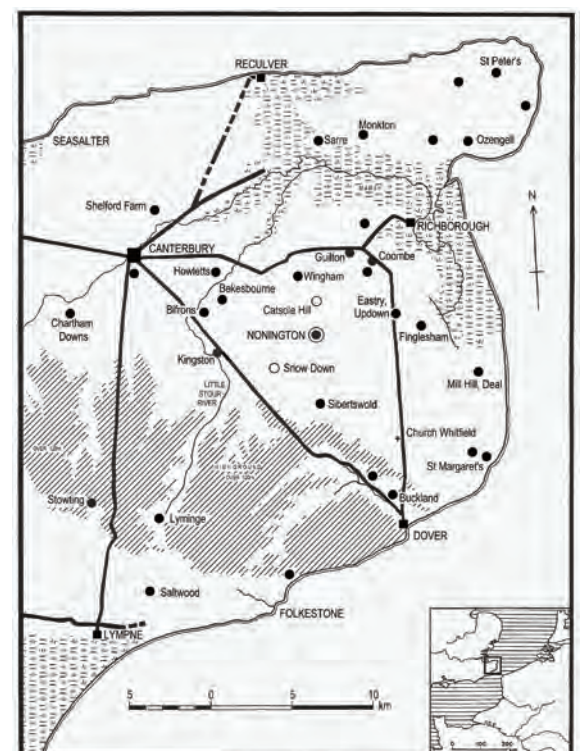 RECULVER
St Peter's
SEASALTER
Monkton
Sarre
Ozengell
N
Shelford Farm
RICHBOROUGH
CANTERBURY
Guilton
Coombe
Howletts
Wingham
Bekesbourne
Catsole Hill
Eastry,
Updown
Bifrons
Chartham
Downs
NONINGTON
Finglesham
Kingston
Snow Down
Mill Hill, Deal
LITTLE
STOUR
RIVER
Sibertswold
Church Whitfield
St Margaret's
Stowting
Buckland
Lyminge
DOVER
Saltwood
FOLKESTONE
LYMPNE
5
0
5
10
km
0